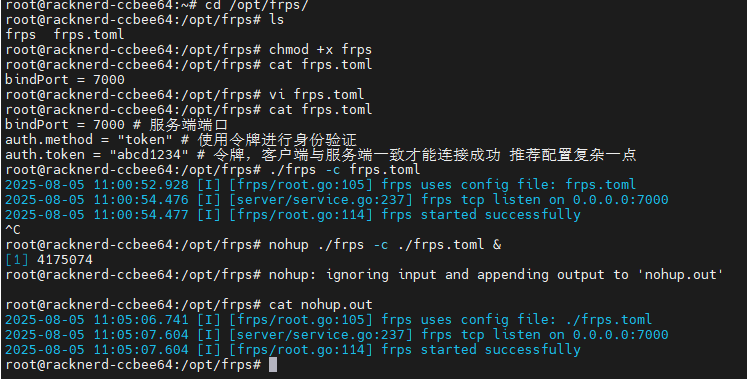 root@racknerd-ccbee64:~# cd /opt/frps/
root@racknerd-ccbee64:/opt/frps# ls
frps  frps.toml
root@racknerd-ccbee64:/opt/frps# chmod +x frps
root@racknerd-ccbee64:/opt/frps# cat frps.toml
bindPort = 7000
root@racknerd-ccbee64:/opt/frps# vi frps.toml
root@racknerd-ccbee64:/opt/frps# cat frps.toml
bindPort = 7000 # 服务端端口
auth.method = "token" # 使用令牌进行身份验证
auth.token = "abcd1234" # 令牌，客户端与服务端一致才能连接成功 推荐配置复杂一点
root@racknerd-ccbee64:/opt/frps# ./frps -c frps.toml
2025-08-05 11:00:52.928 [I] [frps/root.go:105] frps uses config file: frps.toml
2025-08-05 11:00:54.476 [I] [server/service.go:237] frps tcp listen on 0.0.0.0:7000
2025-08-05 11:00:54.477 [I] [frps/root.go:114] frps started successfully
^C
root@racknerd-ccbee64:/opt/frps# nohup ./frps -c ./frps.toml &
[1] 4175074
root@racknerd-ccbee64:/opt/frps# nohup: ignoring input and appending output to 'nohup.out'
root@racknerd-ccbee64:/opt/frps# cat nohup.out
2025-08-05 11:05:06.741 [I] [frps/root.go:105] frps uses config file: ./frps.toml
2025-08-05 11:05:07.604 [I] [server/service.go:237] frps tcp listen on 0.0.0.0:7000
2025-08-05 11:05:07.604 [I] [frps/root.go:114] frps started successfully
root@racknerd-ccbee64:/opt/frps#